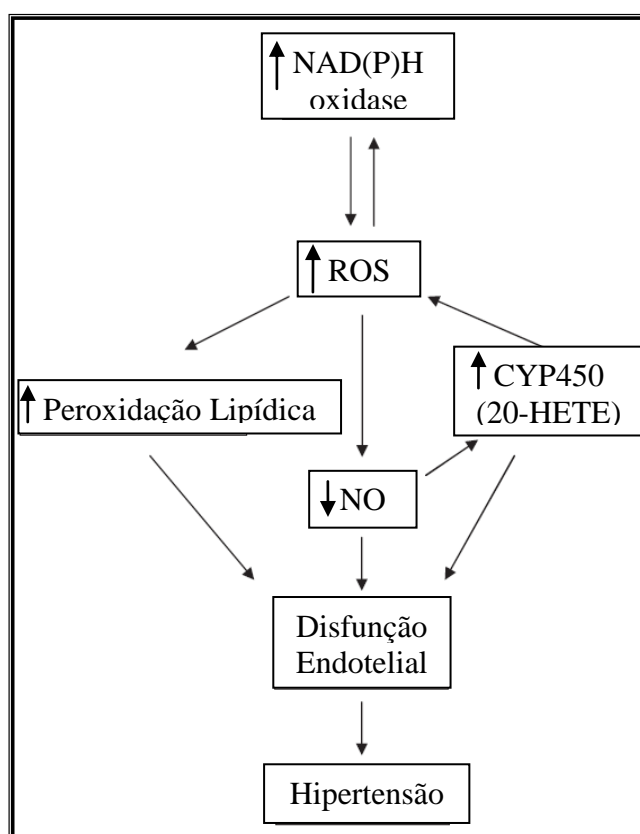 ↑ NAD(P)H
oxidase
↑ ROS
↑ Peroxidação Lipídica
↑ CYP450
(20-HETE)
↓ NO
Disfunção
Endotelial
Hipertensão